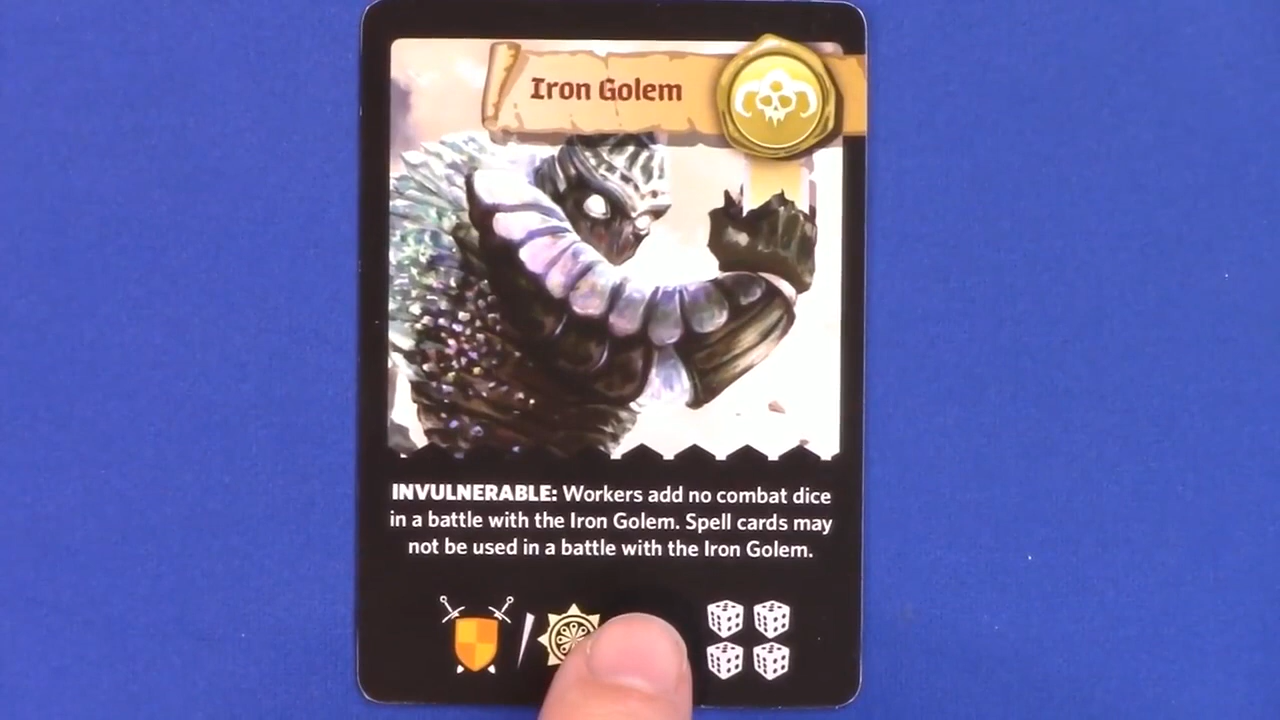 Iron Golem
INVULNERABLE: Workers add no combat dice
in a battle with the Iron Golem. Spell cards may
not be used in a battle with the Iron Golem.